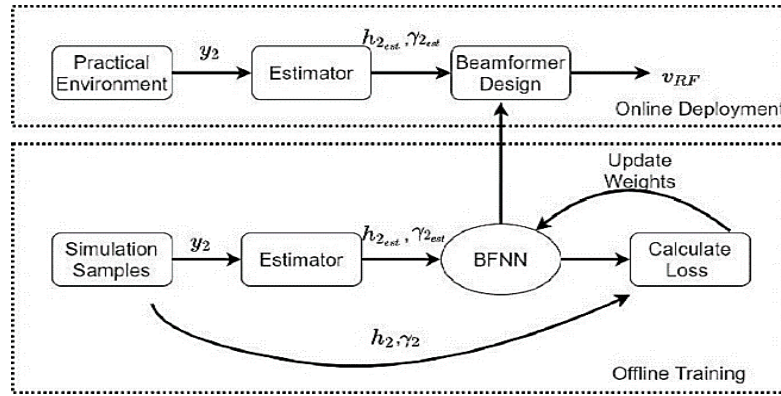 Practical
Environment
y₂
Estimator
h₂ₑₛₜ,γ₂ₑₛₜ
Beamformer
Design
v_RF
Online Deployment
Update
Weights
Simulation
Samples
y₂
Estimator
h₂ₑₛₜ,γ₂ₑₛₜ
BFNN
Calculate
Loss
h₂,γ₂
Offline Training